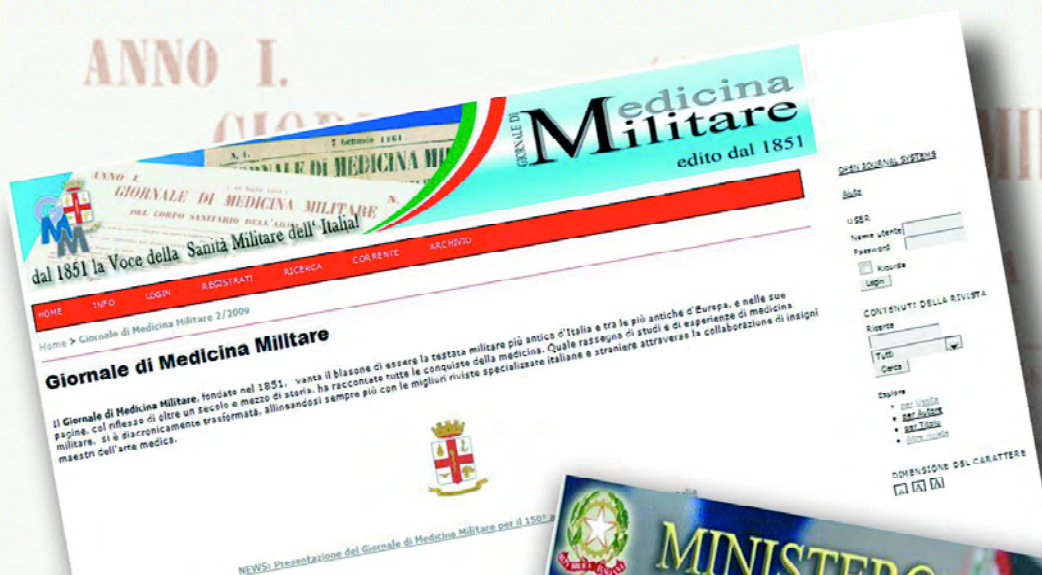 ANNO I.
N. 1. 7 Gennaio 1861
GIORNALE DI MEDICINA
ANNO I.
GIORNALE DI MEDICINA MILITARE
DEL CORPO SANITARIO
GMM
dal 1851 la Voce della Sanità Militare dell' Italia!
GIORNALE DI
Medicina
Militare
edito dal 1851
HOME INFO LOGIN REGISTRATI RICERCA CORRENTE ARCHIVIO
Home > Giornale di Medicina Militare 2/2009
Giornale di Medicina Militare
Il Giornale di Medicina Militare, fondato nel 1851, vanta il blasone di essere la testata militare più antica d'Italia e tra le più antiche d'Europa, e nelle sue
pagine, col riflesso di oltre un secolo e mezzo di storia, ha raccontato tutte le conquiste della medicina. Quale rassegna di studi e di esperienze di medicina
militare, si è diacronicamente trasformata, allineandosi sempre più con le migliori riviste specializzate italiane e straniere attraverso la collaborazione di insigni
maestri dell'arte medica.
NEWS: Presentazione del Giornale di Medicina Militare per il 150°
OPEN JOURNAL SYSTEMS
Aiuto
USER
Nome utente
Password
Ricorda
Login
CONTENUTI DELLA RIVISTA
Ricerca
Tutti
Cerca
Esplora
per Uscita
per Autore
per Titolo
Altre riviste
DIMENSIONE DEL CARATTERE
A A A
MINISTERO